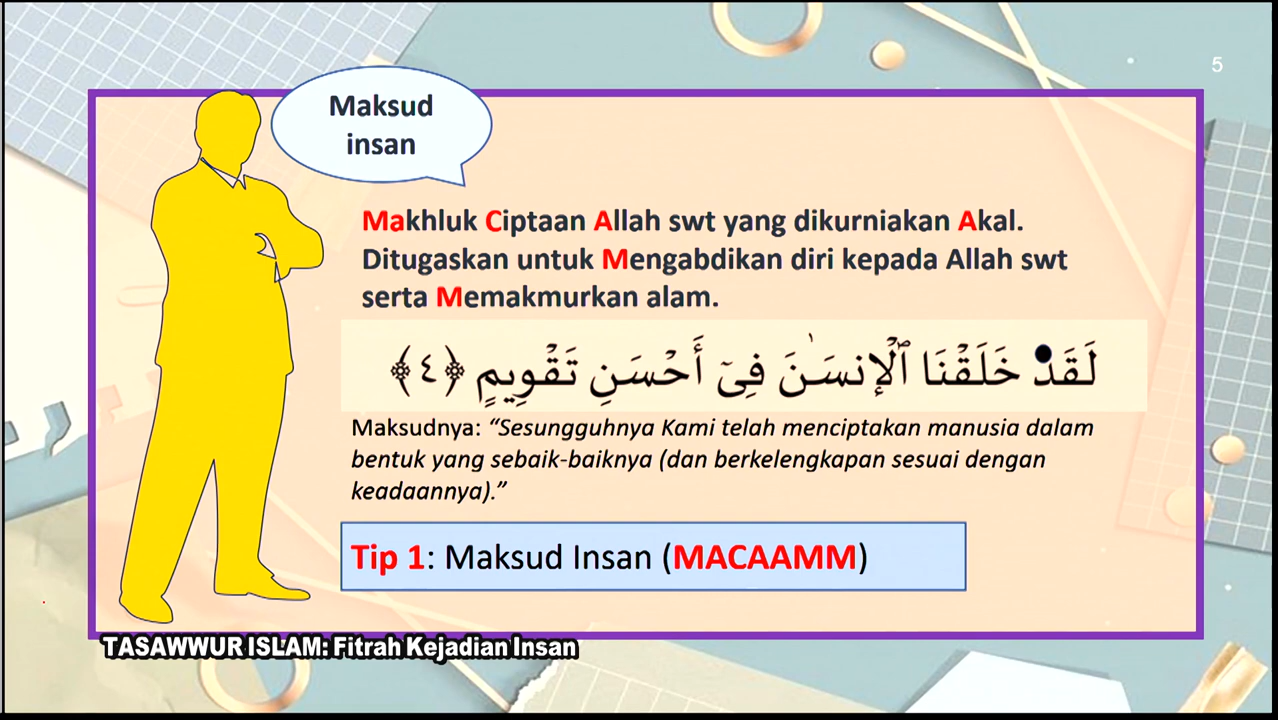 5
Maksud
insan
Makhluk Ciptaan Allah swt yang dikurniakan Akal.
Ditugaskan untuk Mengabdikan diri kepada Allah swt
serta Memakmurkan alam.
لَقَدْ خَلَقْنَا ٱلْإِنسَـٰنَ فِىٓ أَحْسَنِ تَقْوِيمٍ ﴿٤﴾
Maksudnya: “Sesungguhnya Kami telah menciptakan manusia dalam
bentuk yang sebaik-baiknya (dan berkelengkapan sesuai dengan
keadaannya).”
Tip 1: Maksud Insan (MACAAMM)
TASAWWUR ISLAM: Fitrah Kejadian Insan